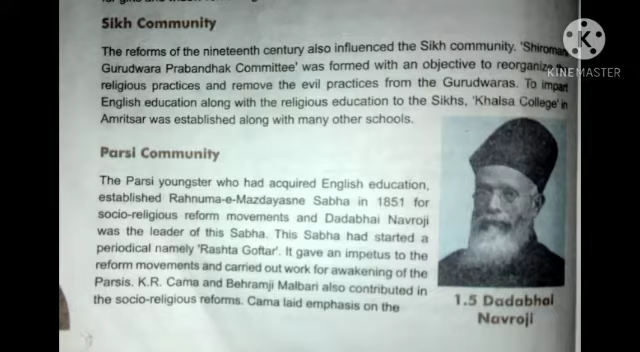 Sikh Community
The reforms of the nineteenth century also influenced the Sikh community. 'Shiromani
Gurudwara Prabandhak Committee' was formed with an objective to reorganize the
religious practices and remove the evil practices from the Gurudwaras. To impart
English education along with the religious education to the Sikhs, 'Khalsa College' in
Amritsar was established along with many other schools.
KINEMASTER
Parsi Community
The Parsi youngster who had acquired English education,
established Rahnuma-e-Mazdayasne Sabha in 1851 for
socio-religious reform movements and Dadabhai Navroji
was the leader of this Sabha. This Sabha had started a
periodical namely 'Rashta Goftar'. It gave an impetus to the
reform movements and carried out work for awakening of the
Parsis. K.R. Cama and Behramji Malbari also contributed in
the socio-religious reforms. Cama laid emphasis on the
1.5 Dadabhai
Navroji